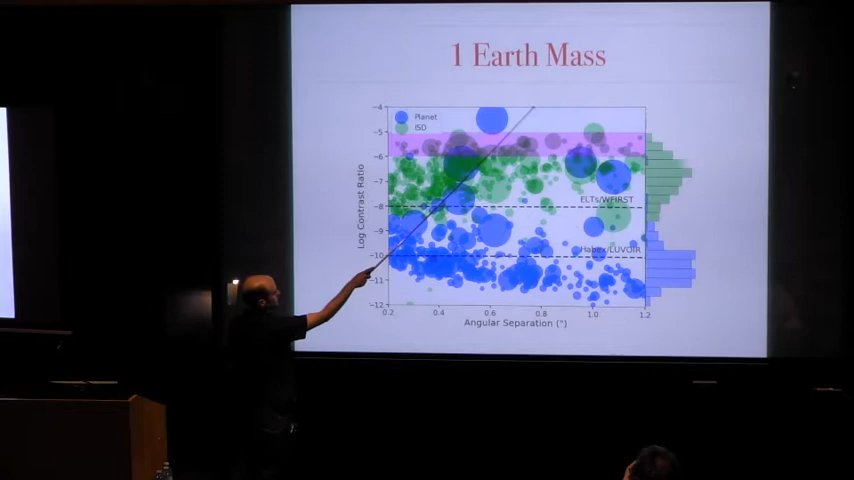 1 Earth Mass
Planet
ISD
Log Contrast Ratio
−4
−5
−6
−7
−8
−9
−10
−11
−12
ELTs/WFIRST
Habex/LUVOIR
0.2 0.4 0.6 0.8 1.0 1.2
Angular Separation (")